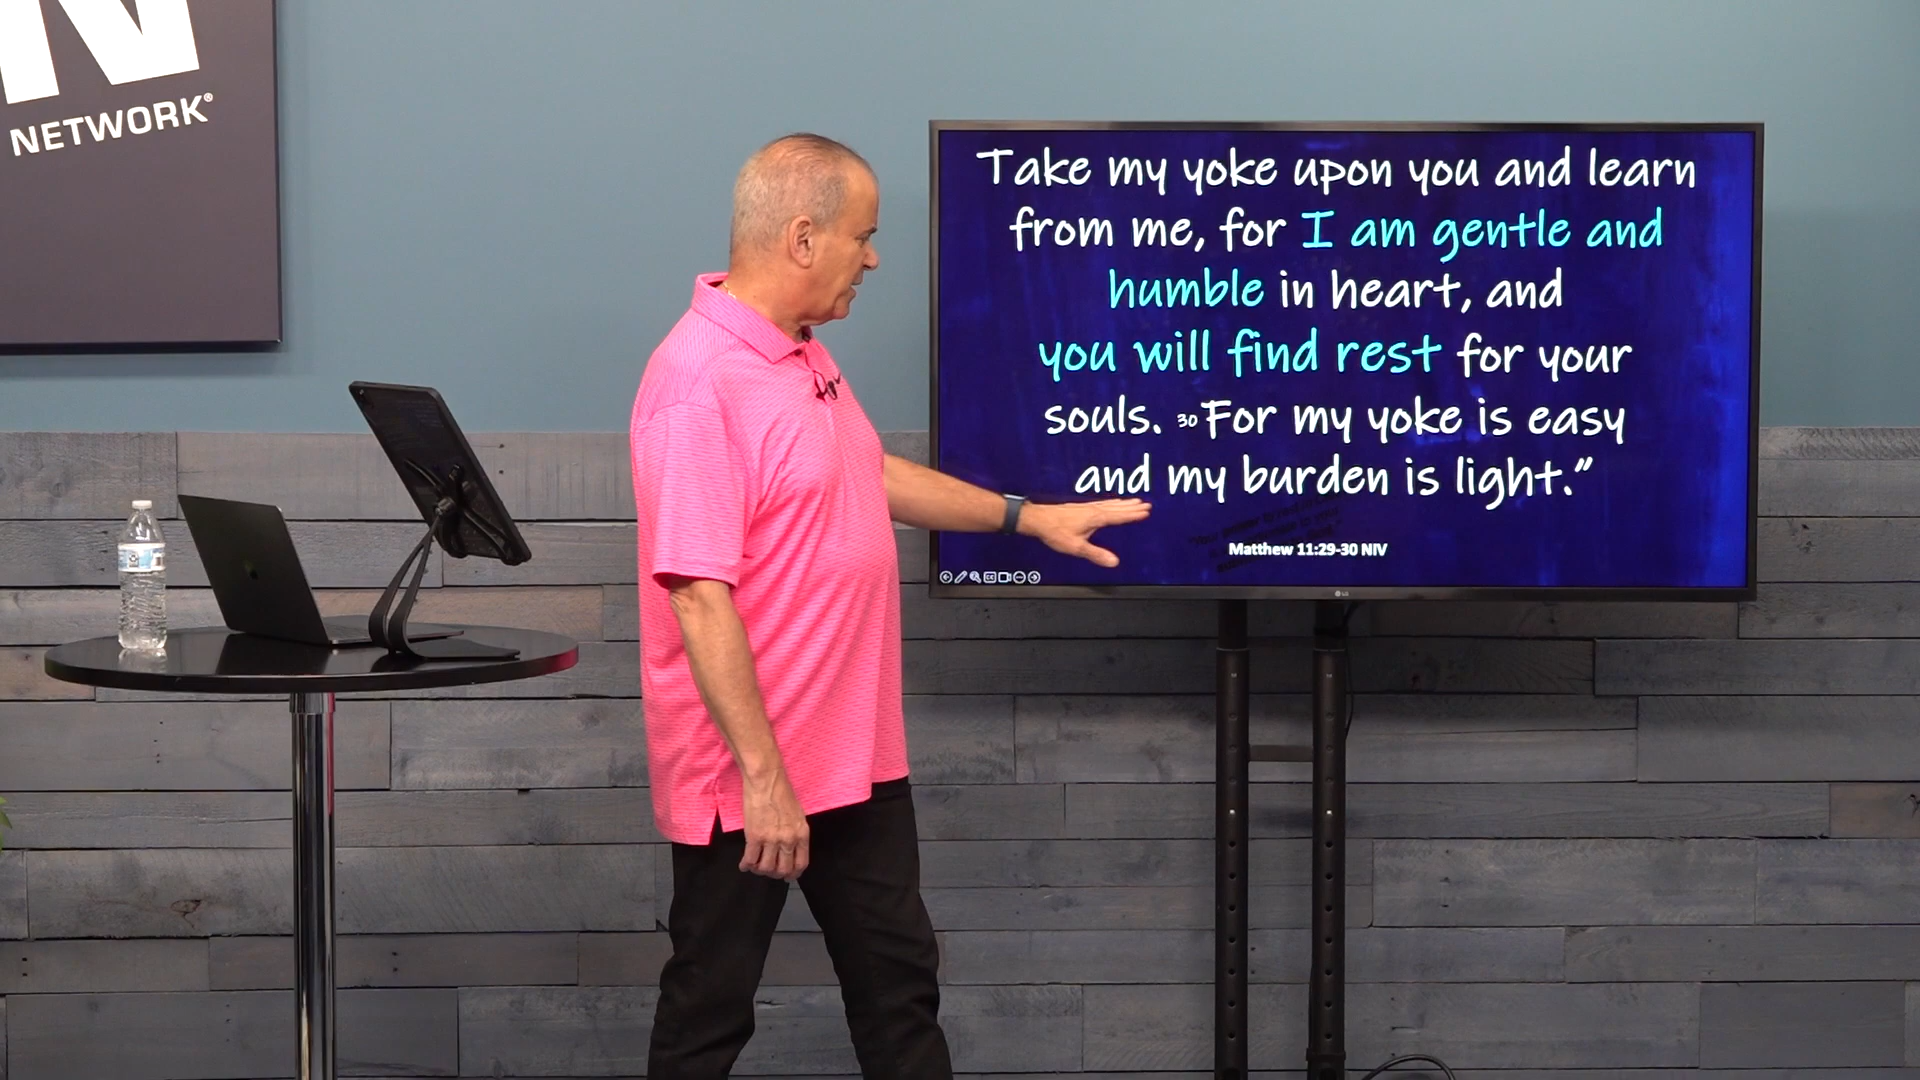 N
NETWORK®
Take my yoke upon you and learn
from me, for I am gentle and
humble in heart, and
you will find rest for your
souls. 30 For my yoke is easy
and my burden is light.”
Matthew 11:29-30 NIV
LG